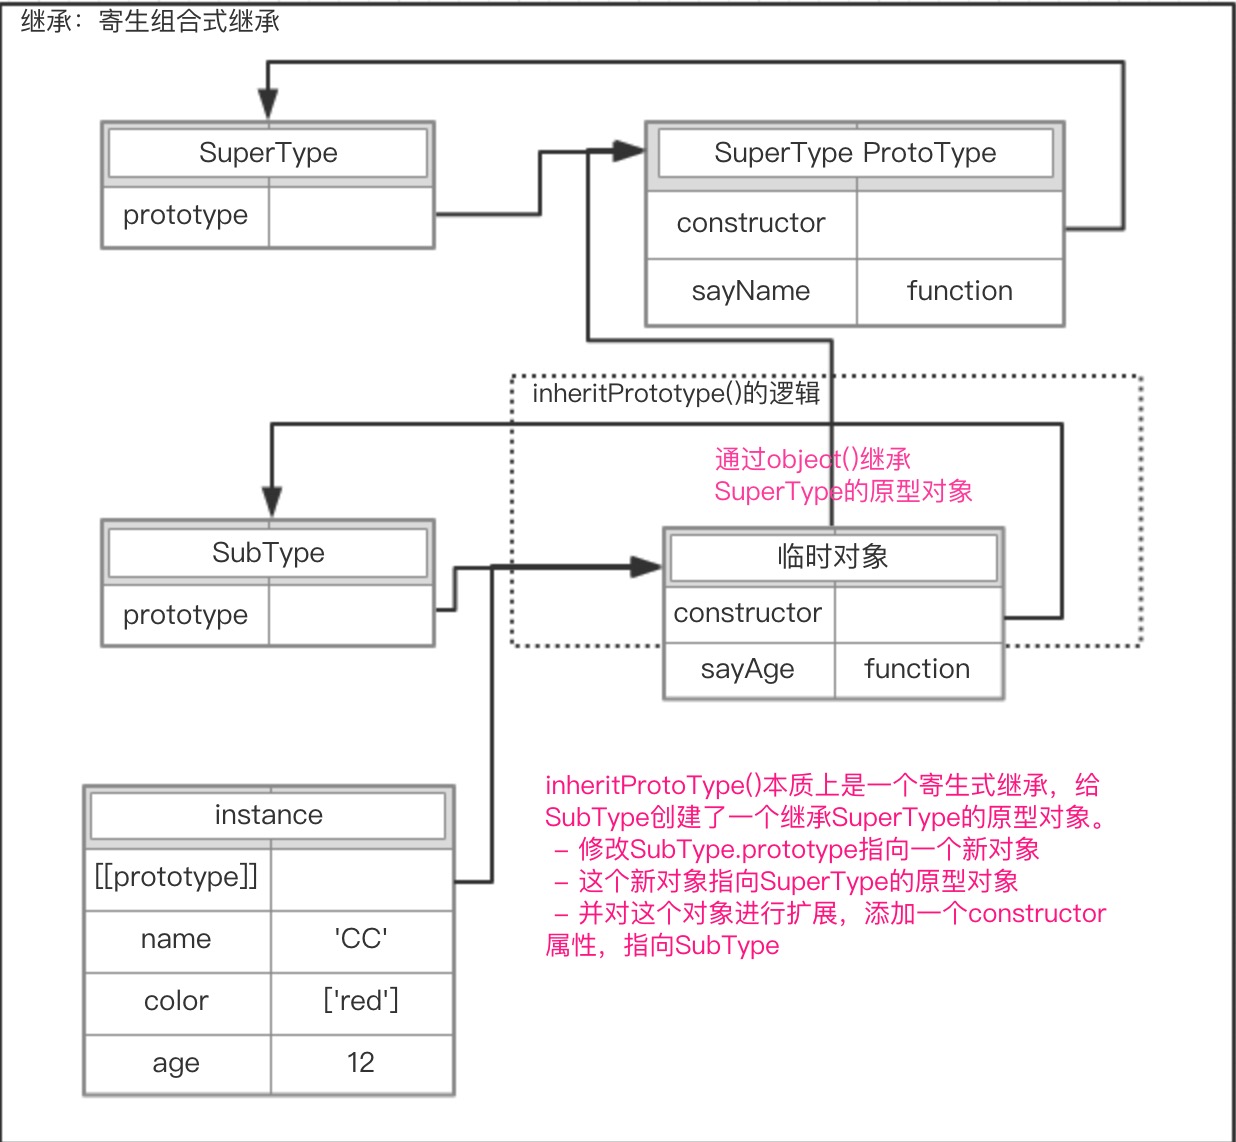 继承：寄生组合式继承
SuperType
prototype
SuperType ProtoType
constructor
sayName
function
inheritPrototype()的逻辑
通过object()继承
SuperType的原型对象
SubType
prototype
临时对象
constructor
sayAge
function
instance
[[prototype]]
name
'CC'
color
['red']
age
12
inheritProtoType()本质上是一个寄生式继承，给
SubType创建了一个继承SuperType的原型对象。
– 修改SubType.prototype指向一个新对象
– 这个新对象指向SuperType的原型对象
– 并对这个对象进行扩展，添加一个constructor
属性，指向SubType